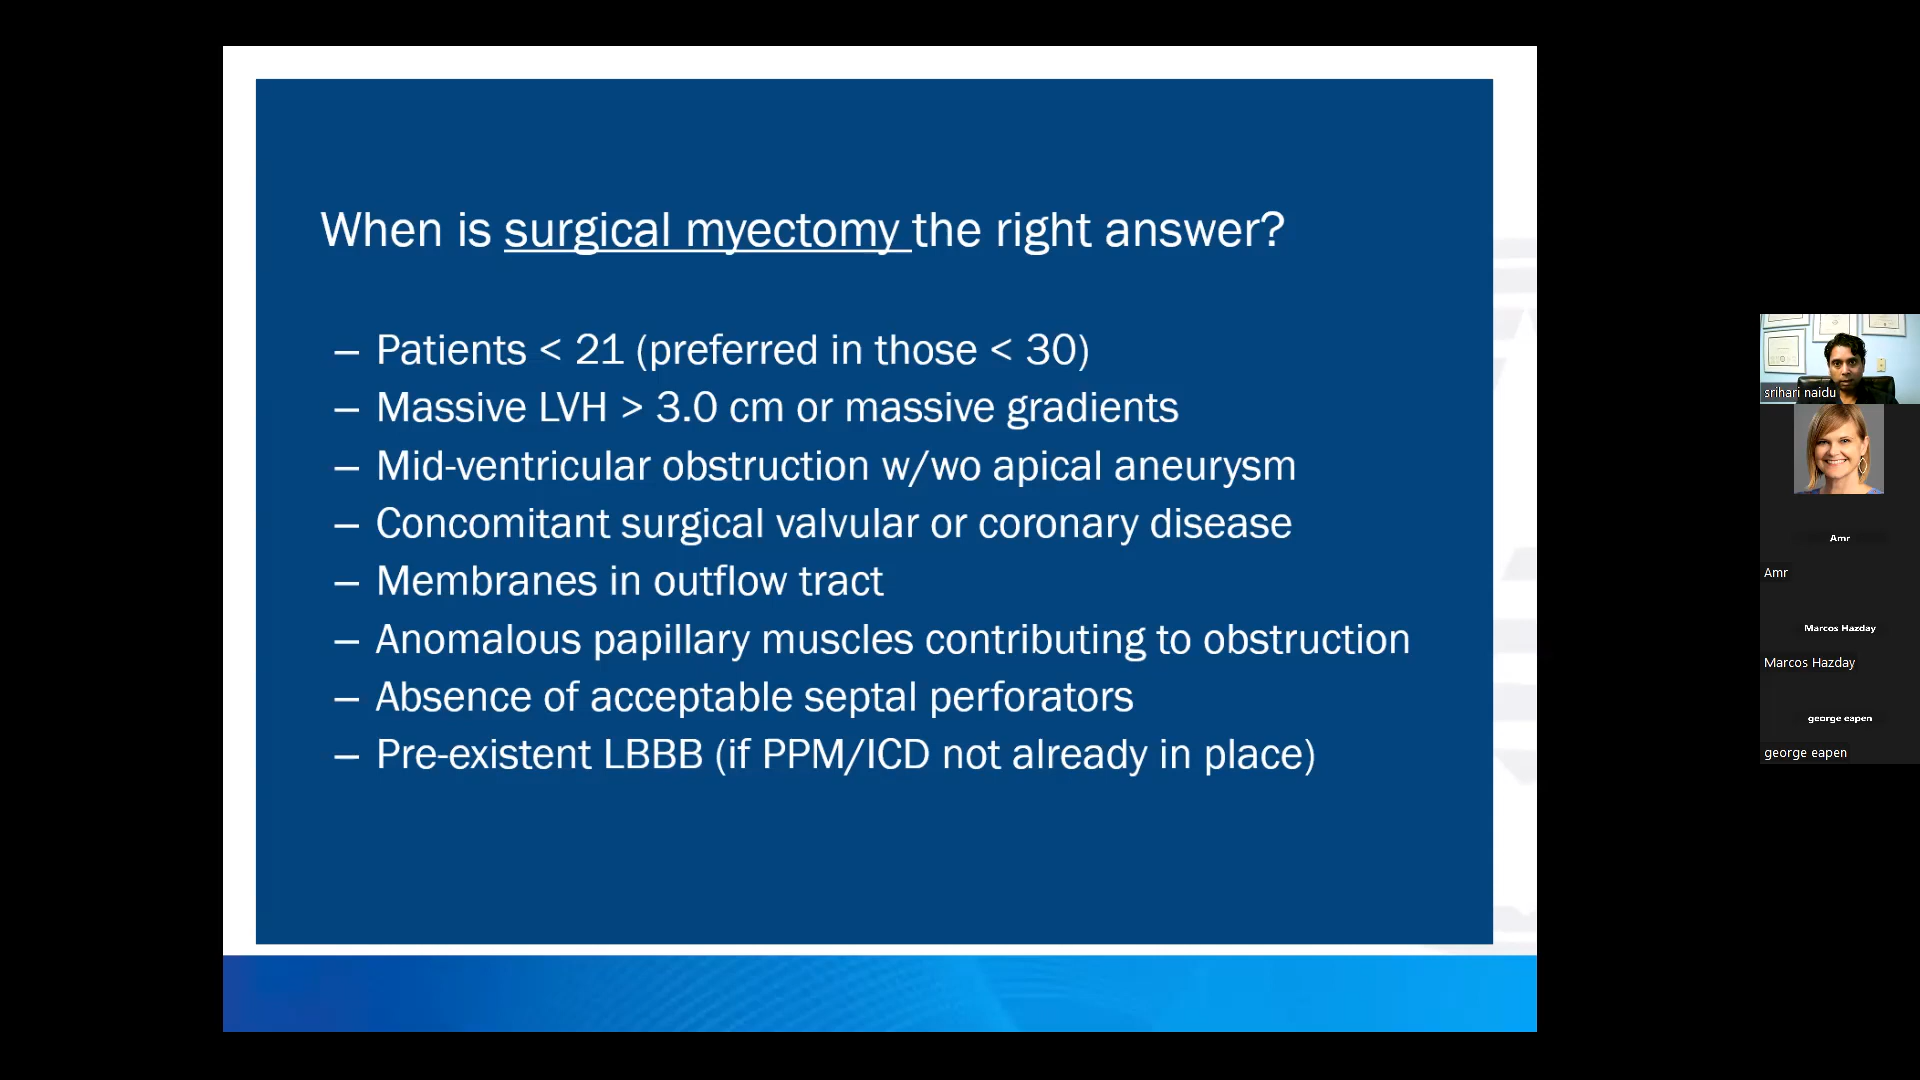 When is surgical myectomy the right answer?
– Patients < 21 (preferred in those < 30)
– Massive LVH > 3.0 cm or massive gradients
– Mid-ventricular obstruction w/wo apical aneurysm
– Concomitant surgical valvular or coronary disease
– Membranes in outflow tract
– Anomalous papillary muscles contributing to obstruction
– Absence of acceptable septal perforators
– Pre-existent LBBB (if PPM/ICD not already in place)
srihari naidu
Amr
Amr
Marcos Hazday
Marcos Hazday
george eapen
george eapen